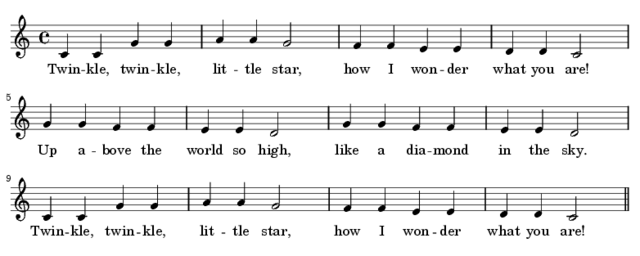 Twin-kle, twin-kle, lit - tle star, how I won-der what you are!
5
Up a - bove the world so high, like a dia-mond in the sky.
9
Twin-kle, twin-kle, lit - tle star, how I won-der what you are!